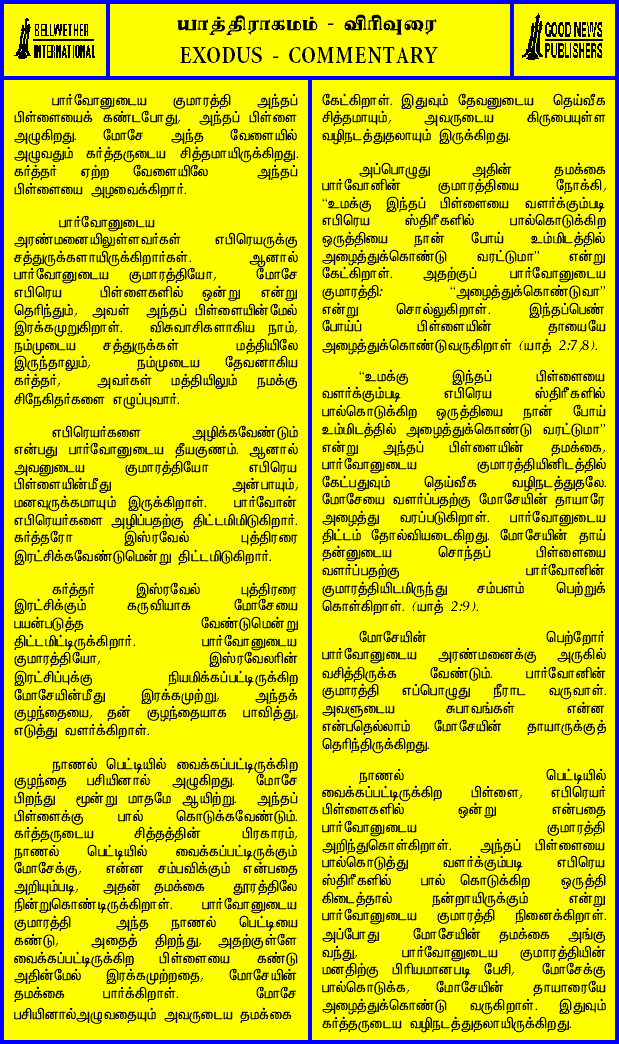 BELLWETHER
INTERNATIONAL
யாத்திராகமம் - விரிவுரை
EXODUS - COMMENTARY
GOOD NEWS
PUBLISHERS
பார்வோனுடைய குமாரத்தி அந்தப்
பிள்ளையைக் கண்டபோது, அந்தப் பிள்ளை
அழுகிறது. மோசே அந்த வேளையில்
அழுவதும் கர்த்தருடைய சித்தமாயிருக்கிறது.
கர்த்தர் ஏற்ற வேளையிலே அந்தப்
பிள்ளையை அழவைக்கிறார்.
பார்வோனுடைய
அரண்மனையிலுள்ளவர்கள் எபிரெயருக்கு
சத்துருக்களாயிருக்கிறார்கள். ஆனால்
பார்வோனுடைய குமாரத்தியோ, மோசே
எபிரெய பிள்ளைகளில் ஒன்று என்று
தெரிந்தும், அவள் அந்தப் பிள்ளையின்மேல்
இரக்கமுறுகிறாள். விசுவாசிகளாகிய நாம்,
நம்முடைய சத்துருக்கள் மத்தியிலே
இருந்தாலும், நம்முடைய தேவனாகிய
கர்த்தர், அவர்கள் மத்தியிலும் நமக்கு
சிநேகிதர்களை எழுப்புவார்.
எபிரெயர்களை அழிக்கவேண்டும்
என்பது பார்வோனுடைய தீயகுணம். ஆனால்
அவனுடைய குமாரத்தியோ எபிரெய
பிள்ளையின்மீது அன்பாயும்,
மனவுருக்கமாயும் இருக்கிறாள். பார்வோன்
எபிரெயர்களை அழிப்பதற்கு திட்டமிமிடுகிறார்.
கர்த்தரோ இஸ்ரவேல் புத்திரரை
இரட்சிக்கவேண்டுமென்று திட்டமிடுகிறார்.
கர்த்தர் இஸ்ரவேல் புத்திரரை
இரட்சிக்கும் கருவியாக மோசேயை
பயன்படுத்த வேண்டுமென்று
திட்டமிட்டிருக்கிறார். பார்வோனுடைய
குமாரத்தியோ, இஸ்ரவேலரின்
இரட்சிப்புக்கு நியமிக்கப்பட்டிருக்கிற
மோசேயின்மீது இரக்கமுற்று, அந்தக்
குழந்தையை, தன் குழந்தையாக பாவித்து,
எடுத்து வளர்க்கிறாள்.
நாணல் பெட்டியில் வைக்கப்பட்டிருக்கிற
குழந்தை பசியினால் அழுகிறது. மோசே
பிறந்து மூன்று மாதமே ஆயிற்று. அந்தப்
பிள்ளைக்கு பால் கொடுக்கவேண்டும்.
கர்த்தருடைய சித்தத்தின் பிரகாரம்,
நாணல் பெட்டியில் வைக்கப்பட்டிருக்கும்
மோசேக்கு, என்ன சம்பவிக்கும் என்பதை
அறியும்படி, அதன் தமக்கை தூரத்திலே
நின்றுகொண்டிருக்கிறாள். பார்வோனுடைய
குமாரத்தி அந்த நாணல் பெட்டியை
கண்டு, அதைத் திறந்து, அதற்குள்ளே
வைக்கப்பட்டிருக்கிற பிள்ளையை கண்டு
அதின்மேல் இரக்கமுற்றதை, மோசேயின்
தமக்கை பார்க்கிறாள். மோசே
பசியினால்அழுவதையும் அவருடைய தமக்கை
கேட்கிறாள். இதுவும் தேவனுடைய தெய்வீக
சித்தமாயும், அவருடைய கிருபையுள்ள
வழிநடத்துதலாயும் இருக்கிறது.
அப்பொழுது அதின் தமக்கை
பார்வோனின் குமாரத்தியை நோக்கி,
“உமக்கு இந்தப் பிள்ளையை வளர்க்கும்படி
எபிரெய ஸ்திரீகளில் பால்கொடுக்கிற
ஒருத்தியை நான் போய் உம்மிடத்தில்
அழைத்துக்கொண்டு வரட்டுமா” என்று
கேட்கிறாள். அதற்குப் பார்வோனுடைய
குமாரத்தி: “அழைத்துக்கொண்டுவா”
என்று சொல்லுகிறாள். இந்தப்பெண்
போய்ப் பிள்ளையின் தாயையே
அழைத்துக்கொண்டுவருகிறாள் (யாத் 2:7,8).
“உமக்கு இந்தப் பிள்ளையை
வளர்க்கும்படி எபிரெய ஸ்திரீகளில்
பால்கொடுக்கிற ஒருத்தியை நான் போய்
உம்மிடத்தில் அழைத்துக்கொண்டு வரட்டுமா”
என்று அந்தப் பிள்ளையின் தமக்கை,
பார்வோனுடைய குமாரத்தியினிடத்தில்
கேட்பதுவும் தெய்வீக வழிநடத்துதலே.
மோசேயை வளர்ப்பதற்கு மோசேயின் தாயாரே
அழைத்து வரப்படுகிறாள். பார்வோனுடைய
திட்டம் தோல்வியடைகிறது. மோசேயின் தாய்
தன்னுடைய சொந்தப் பிள்ளையை
வளர்ப்பதற்கு பார்வோனின்
குமாரத்தியிடமிருந்து சம்பளம் பெற்றுக்
கொள்கிறாள். (யாத் 2:9).
மோசேயின் பெற்றோர்
பார்வோனுடைய அரண்மனைக்கு அருகில்
வசித்திருக்க வேண்டும். பார்வோனின்
குமாரத்தி எப்பொழுது நீராட வருவாள்.
அவளுடைய சுபாவங்கள் என்ன
என்பதெல்லாம் மோசேயின் தாயாருக்குத்
தெரிந்திருக்கிறது.
நாணல் பெட்டியில்
வைக்கப்பட்டிருக்கிற பிள்ளை, எபிரெயர்
பிள்ளைகளில் ஒன்று என்பதை
பார்வோனுடைய குமாரத்தி
அறிந்துகொள்கிறாள். அந்தப் பிள்ளையை
பால்கொடுத்து வளர்க்கும்படி எபிரெய
ஸ்திரீகளில் பால் கொடுக்கிற ஒருத்தி
கிடைத்தால் நன்றாயிருக்கும் என்று
பார்வோனுடைய குமாரத்தி நினைக்கிறாள்.
அப்போது மோசேயின் தமக்கை அங்கு
வந்து, பார்வோனுடைய குமாரத்தியின்
மனதிற்கு பிரியமானபடி பேசி, மோசேக்கு
பால்கொடுக்க, மோசேயின் தாயாரையே
அழைத்துக்கொண்டு வருகிறாள். இதுவும்
கர்த்தருடைய வழிநடத்துதலாயிருக்கிறது.